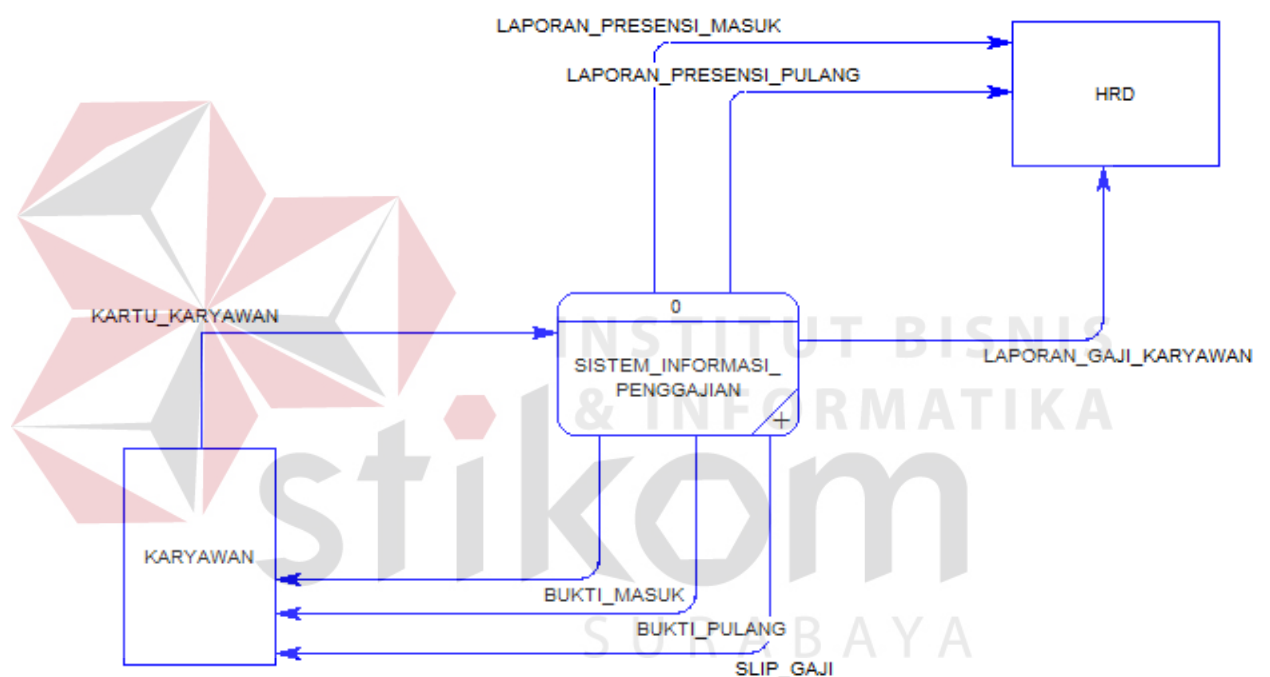 LAPORAN_PRESENSI_MASUK
LAPORAN_PRESENSI_PULANG
HRD
KARTU_KARYAWAN
0
SISTEM_INFORMASI_
PENGGAJIAN
+
LAPORAN_GAJI_KARYAWAN
INSTITUT BISNIS
& INFORMATIKA
stikom
SURABAYA
KARYAWAN
BUKTI_MASUK
BUKTI_PULANG
SLIP_GAJI